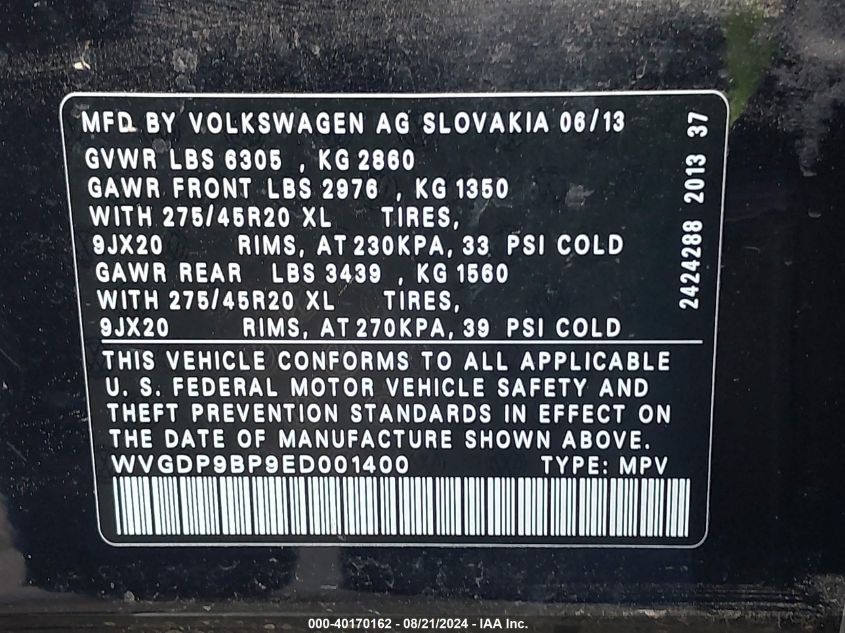 MFD. BY VOLKSWAGEN AG SLOVAKIA 06/13
GVWR LBS 6305 , KG 2860
GAWR FRONT LBS 2976 , KG 1350
WITH 275/45R20 XL TIRES,
9JX20 RIMS, AT 230KPA, 33 PSI COLD
GAWR REAR LBS 3439 , KG 1560
WITH 275/45R20 XL TIRES,
9JX20 RIMS, AT 270KPA, 39 PSI COLD
2424288 2013 37
THIS VEHICLE CONFORMS TO ALL APPLICABLE
U. S. FEDERAL MOTOR VEHICLE SAFETY AND
THEFT PREVENTION STANDARDS IN EFFECT ON
THE DATE OF MANUFACTURE SHOWN ABOVE.
WVGDP9BP9ED001400 TYPE: MPV
000-40170162 - 08/21/2024 - IAA Inc.